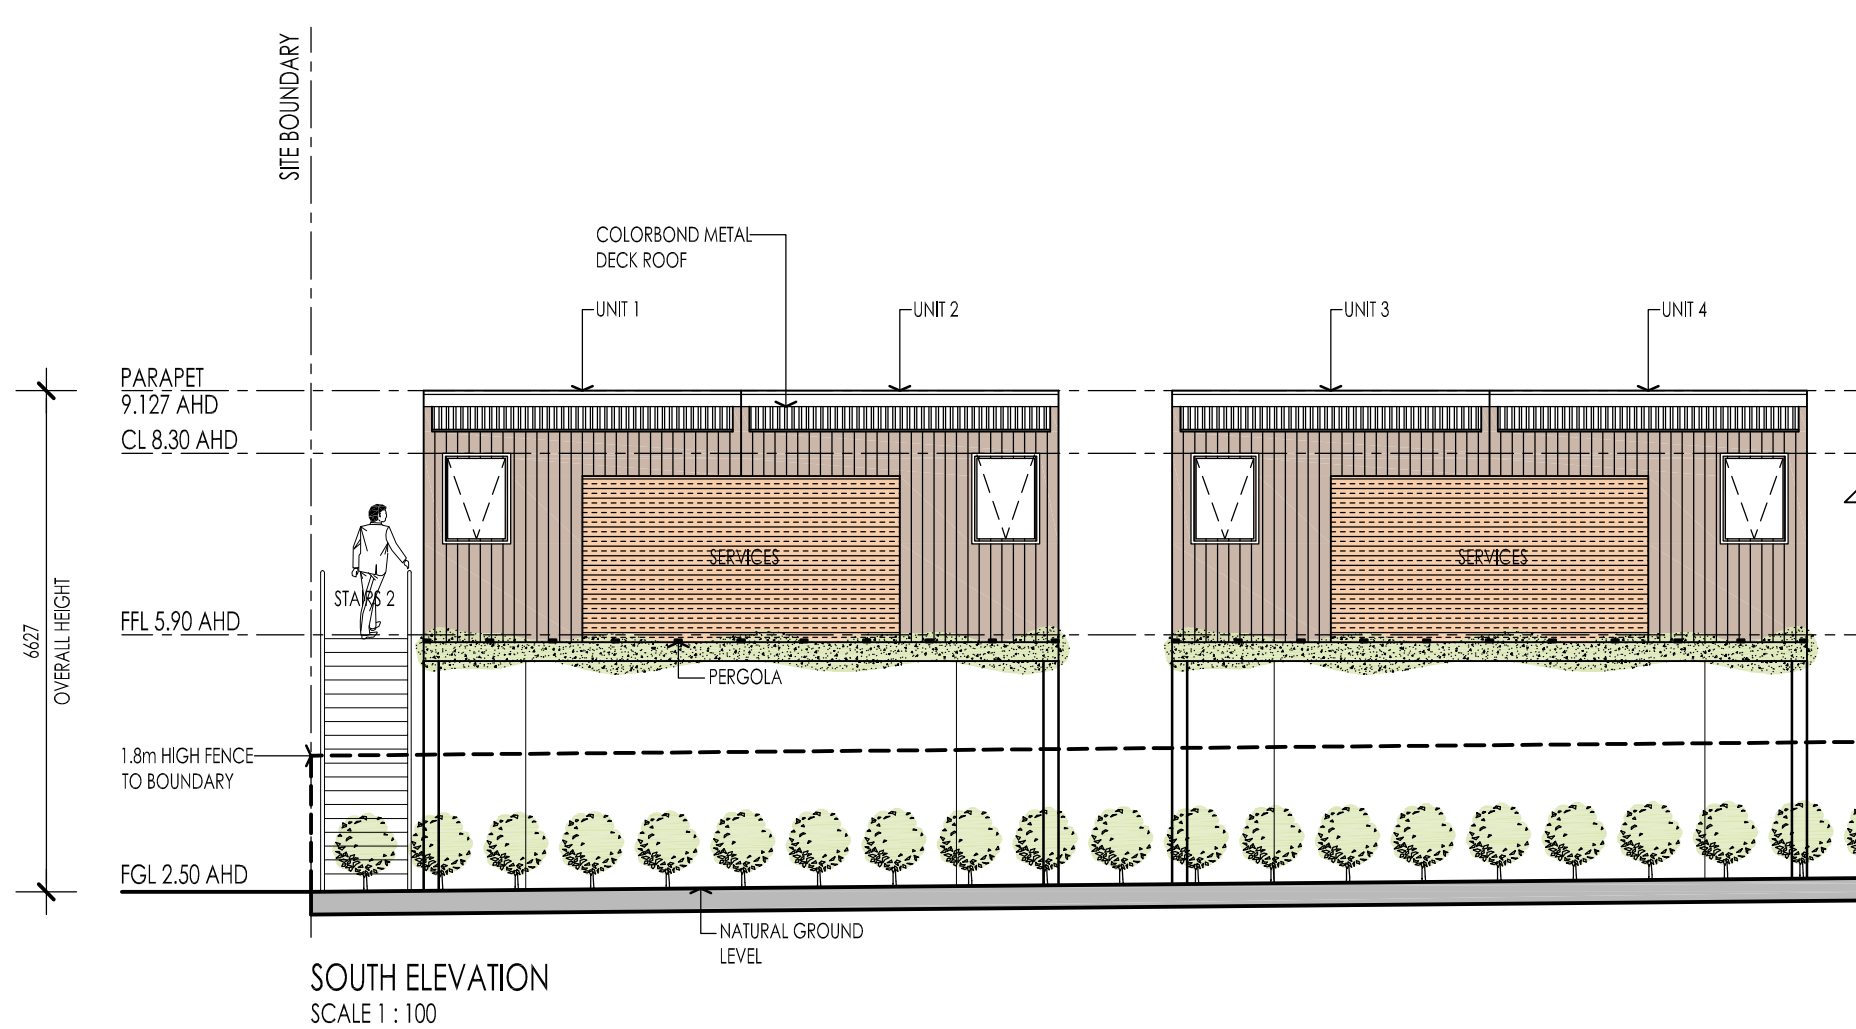 SITE BOUNDARY
COLORBOND METAL
DECK ROOF
UNIT 1
UNIT 2
UNIT 3
UNIT 4
PARAPET
9.127 AHD
CL 8.30 AHD
SERVICES
SERVICES
STAIRS 2
FFL 5.90 AHD
6627
OVERALL HEIGHT
PERGOLA
1.8m HIGH FENCE
TO BOUNDARY
FGL 2.50 AHD
NATURAL GROUND
LEVEL
SOUTH ELEVATION
SCALE 1 : 100